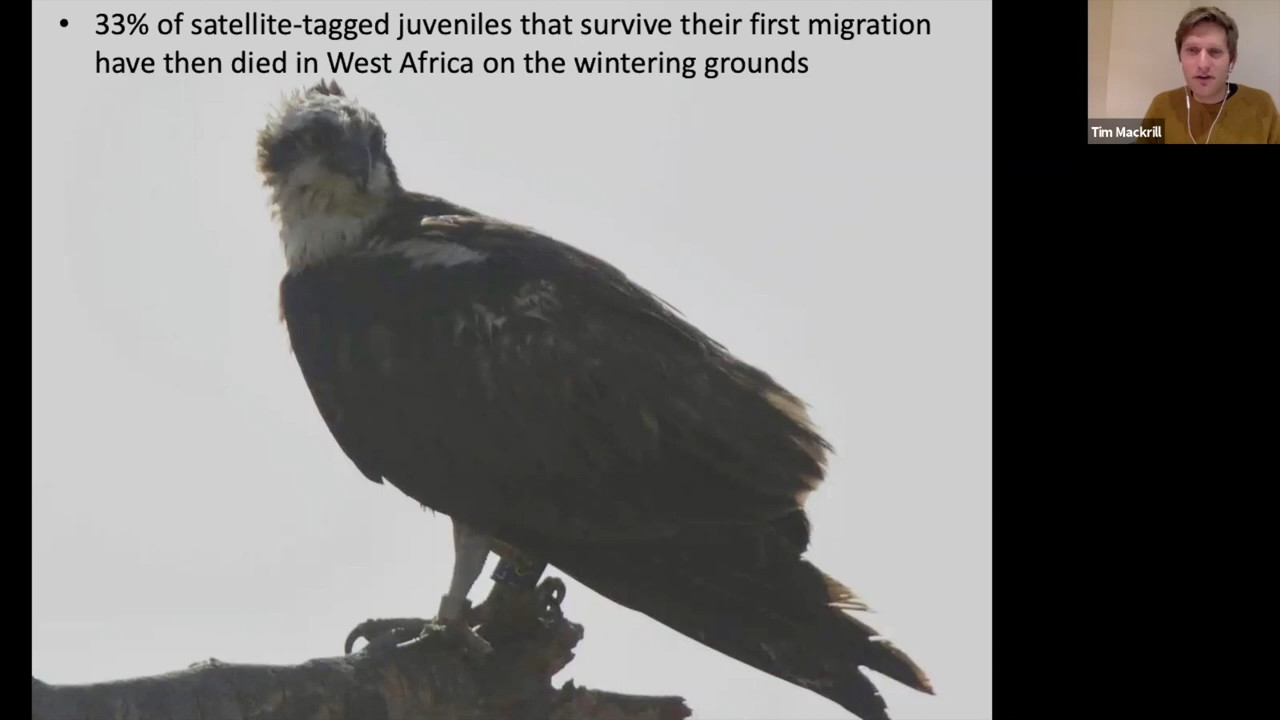 • 33% of satellite-tagged juveniles that survive their first migration
have then died in West Africa on the wintering grounds
Tim Mackrill